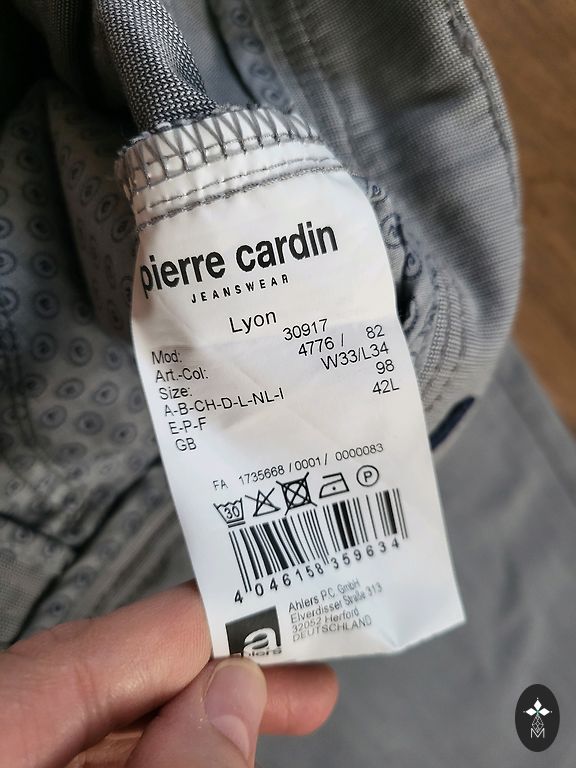 pierre cardin
JEANSWEAR
Lyon
Mod: 30917
Art.-Col: 4776 / 82
Size: W33/L34
A-B-CH-D-L-NL-I 98
E-P-F 42L
GB
FA 1735668 / 0001 / 0000083
30 P
4 046158 359634
Ahlers P.C. GmbH
Elverdisser Straße 313
32052 Herford
DEUTSCHLAND
a
ahlers
M